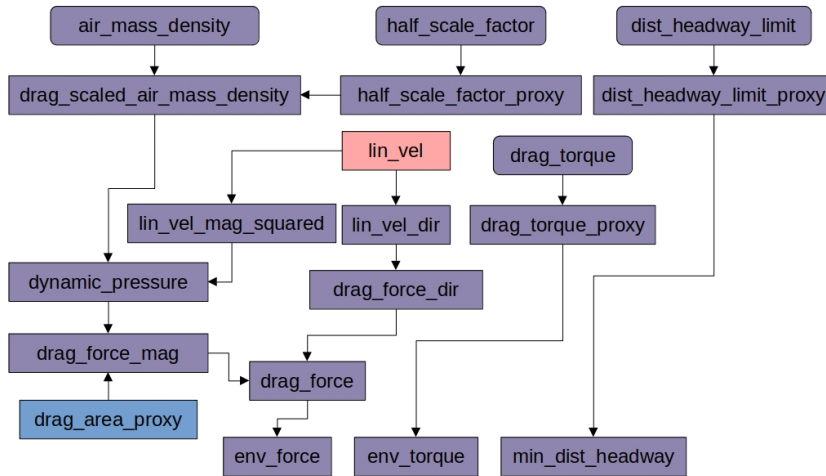 air_mass_density
half_scale_factor
dist_headway_limit
drag_scaled_air_mass_density
half_scale_factor_proxy
dist_headway_limit_proxy
lin_vel
drag_torque
lin_vel_mag_squared
lin_vel_dir
drag_torque_proxy
dynamic_pressure
drag_force_dir
drag_force_mag
drag_force
drag_area_proxy
env_force
env_torque
min_dist_headway